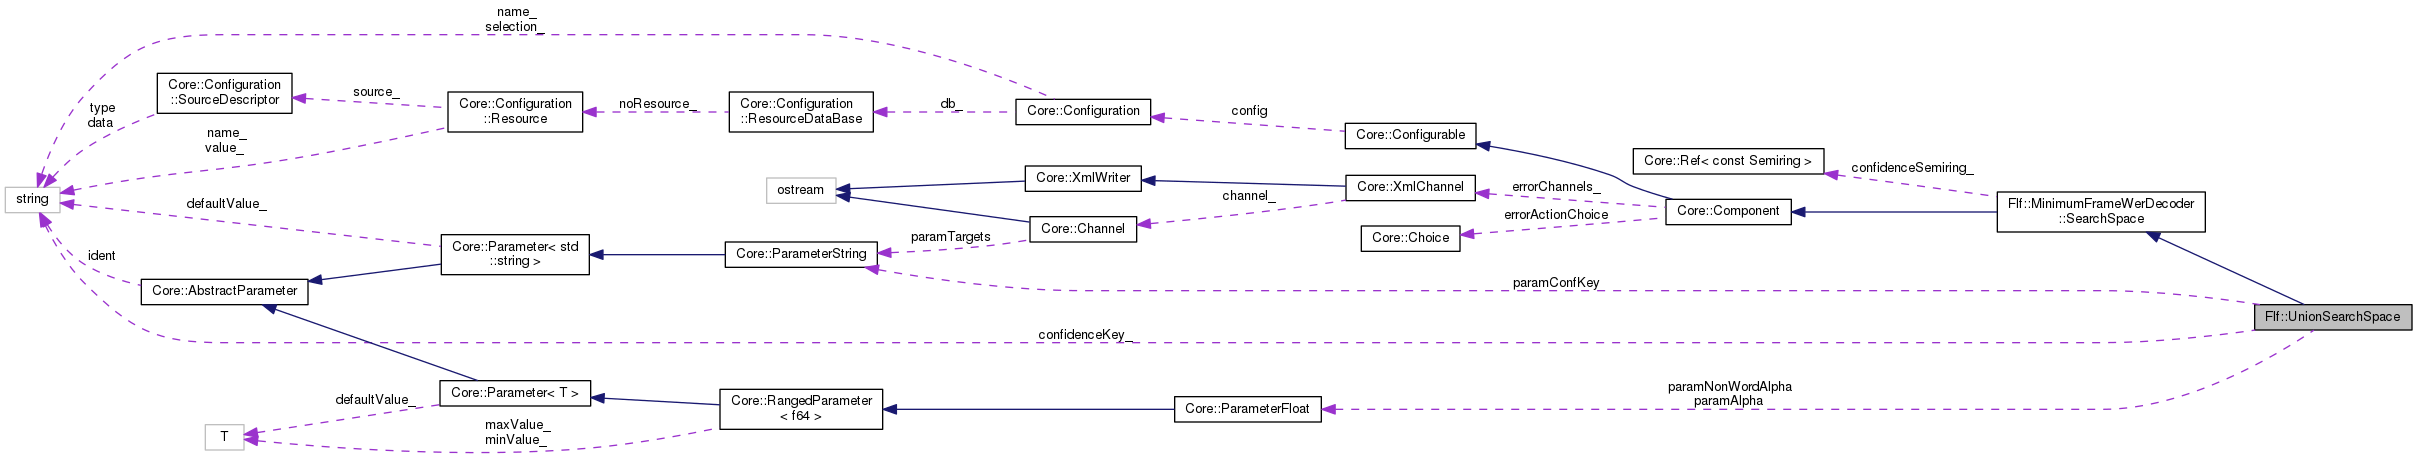 name_
selection_
Core::Configuration
::SourceDescriptor
source_
type
data
Core::Configuration
::Resource
noResource_
Core::Configuration
::ResourceDataBase
db_
Core::Configuration
config
Core::Configurable
name_
value_
Core::Ref< const Semiring >
confidenceSemiring_
string
ostream
Core::XmlWriter
Core::XmlChannel
errorChannels_
channel_
defaultValue_
errorActionChoice
Core::Component
Flf::MinimumFrameWerDecoder
::SearchSpace
Core::Channel
Core::Choice
paramTargets
Core::Parameter< std
::string >
Core::ParameterString
ident
Core::AbstractParameter
paramConfKey
Flf::UnionSearchSpace
confidenceKey_
Core::Parameter< T >
defaultValue_
Core::RangedParameter
< f64 >
Core::ParameterFloat
paramNonWordAlpha
paramAlpha
maxValue_
minValue_
T